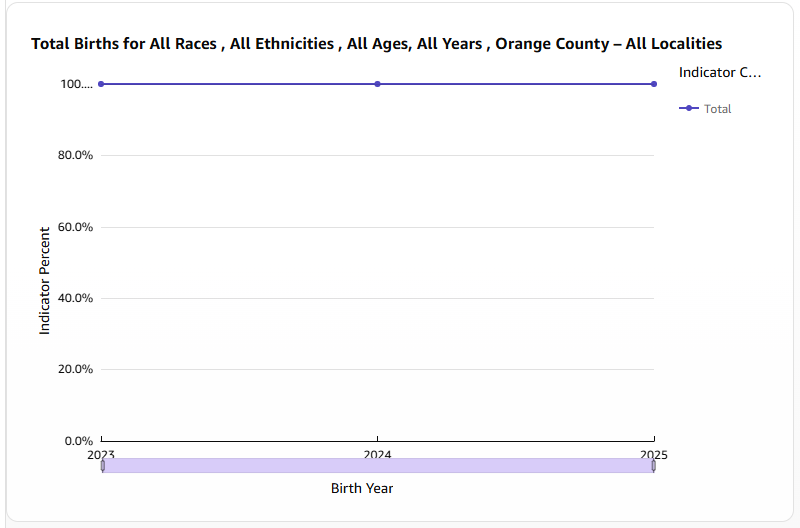 Total Births for All Races , All Ethnicities , All Ages, All Years , Orange County – All Localities
Indicator C...
Total
100....
80.0%
60.0%
40.0%
20.0%
0.0%
Indicator Percent
2023 2024 2025
Birth Year